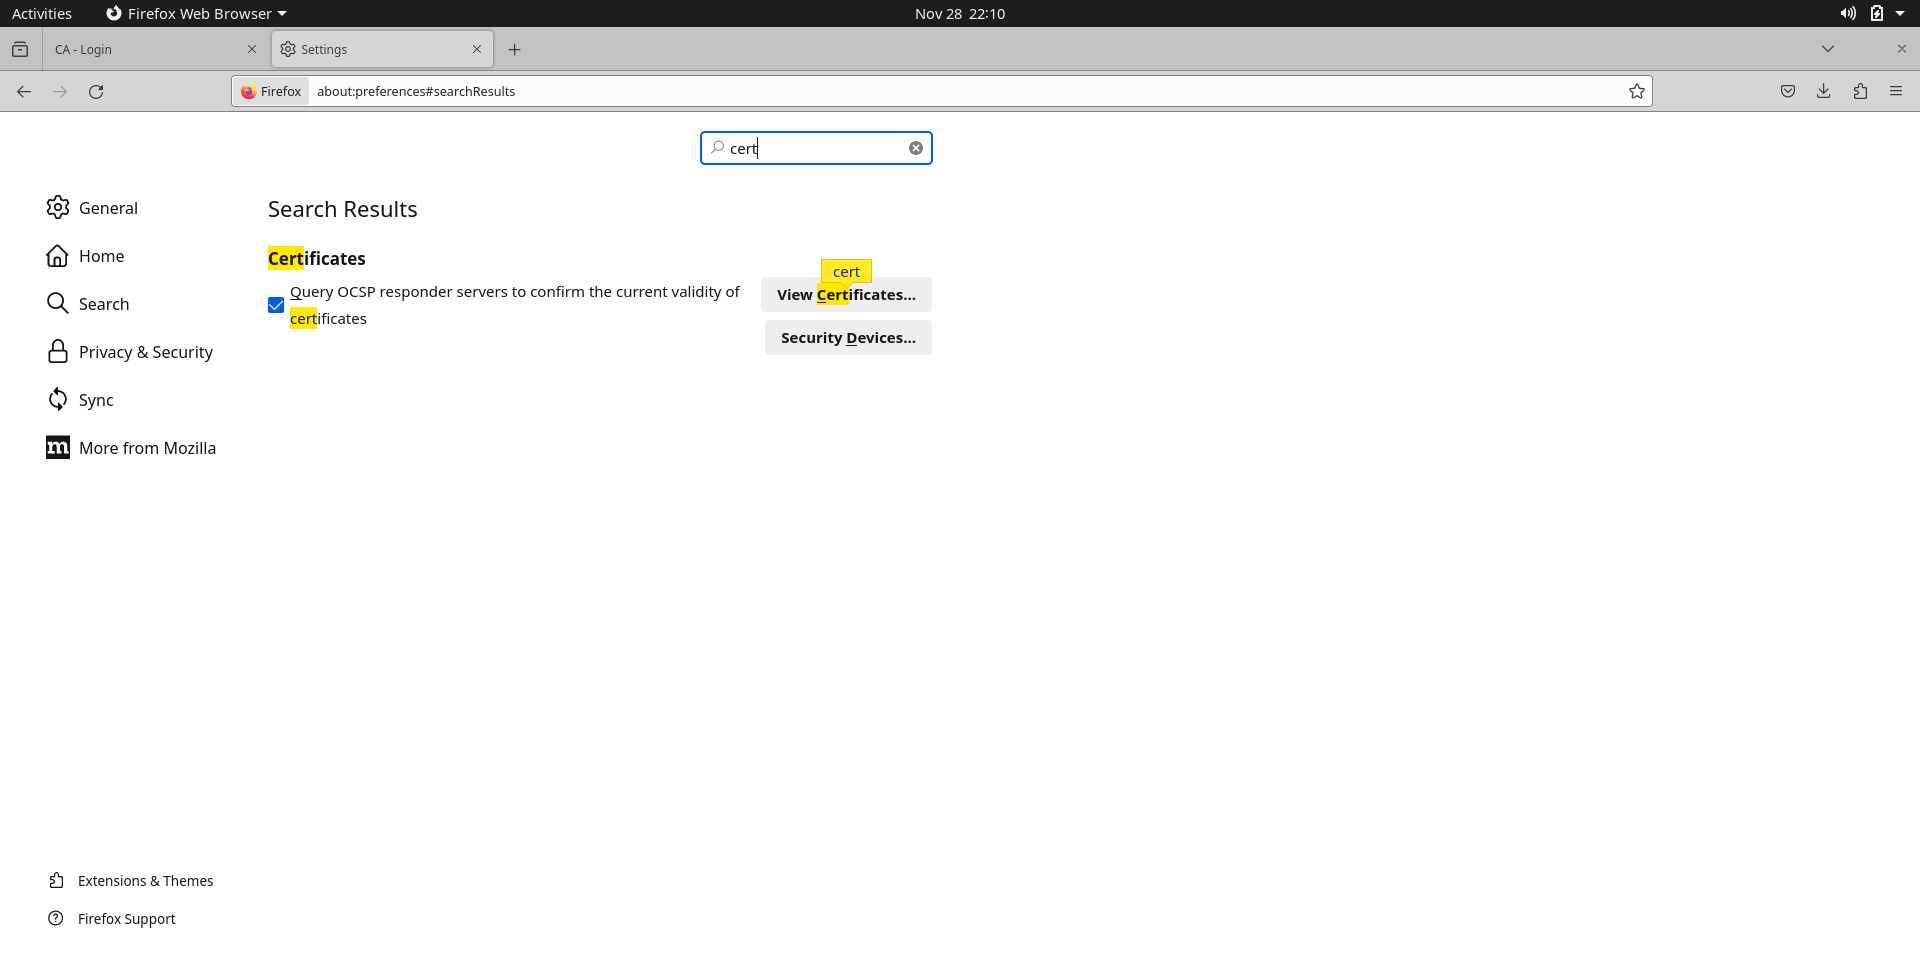 Activities
Firefox Web Browser
Nov 28 22:10
CA - Login
Settings
Firefox
about:preferences#searchResults
cert
General
Home
Search
Privacy & Security
Sync
m More from Mozilla
Search Results
Certificates
Query OCSP responder servers to confirm the current validity of
certificates
cert
View Certificates...
Security Devices...
Extensions & Themes
Firefox Support